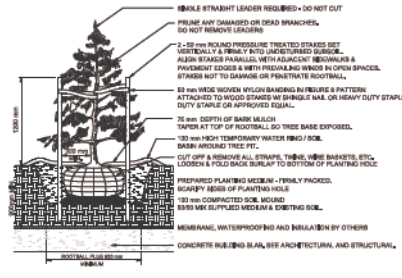 SINGLE STRAIGHT LEADER REQUIRED - DO NOT CUT
PRUNE ANY DAMAGED OR DEAD BRANCHES.
DO NOT REMOVE LEADERS
2 - 50 mm ROUND PRESSURE TREATED STAKES SET
VERTICALLY & FIRMLY INTO UNDISTURBED SUBSOIL.
ALIGN STAKES PARALLEL WITH ADJACENT SIDEWALKS &
PAVEMENT EDGES & WITH PREVAILING WINDS IN OPEN SPACES.
STAKES NOT TO DAMAGE OR PENETRATE ROOTBALL.
50 mm WIDE WOVEN NYLON BANDING IN FIGURE 8 PATTERN
ATTACHED TO WOOD STAKES W/ SHINGLE NAIL OR HEAVY DUTY STAPLE
DUTY STAPLE OR APPROVED EQUAL.
75 mm DEPTH OF BARK MULCH
TAPER AT TOP OF ROOTBALL SO TREE BASE EXPOSED.
100 mm HIGH TEMPORARY WATER RING / SOIL
BASIN AROUND TREE PIT.
CUT OFF & REMOVE ALL STRAPS, TWINE, WIRE BASKETS, ETC.
LOOSEN & FOLD BACK BURLAP TO BOTTOM OF PLANTING HOLE
PREPARED PLANTING MEDIUM - FIRMLY PACKED.
SCARIFY SIDES OF PLANTING HOLE
100 mm COMPACTED SOIL MOUND
50/50 MIX SUPPLIED MEDIUM & EXISTING SOIL.
MEMBRANE, WATERPROOFING AND INSULATION BY OTHERS
CONCRETE BUILDING SLAB, SEE ARCHITECTURAL AND STRUCTURAL
1200 mm
ROOTBALL PLUS 600 mm
MINIMUM